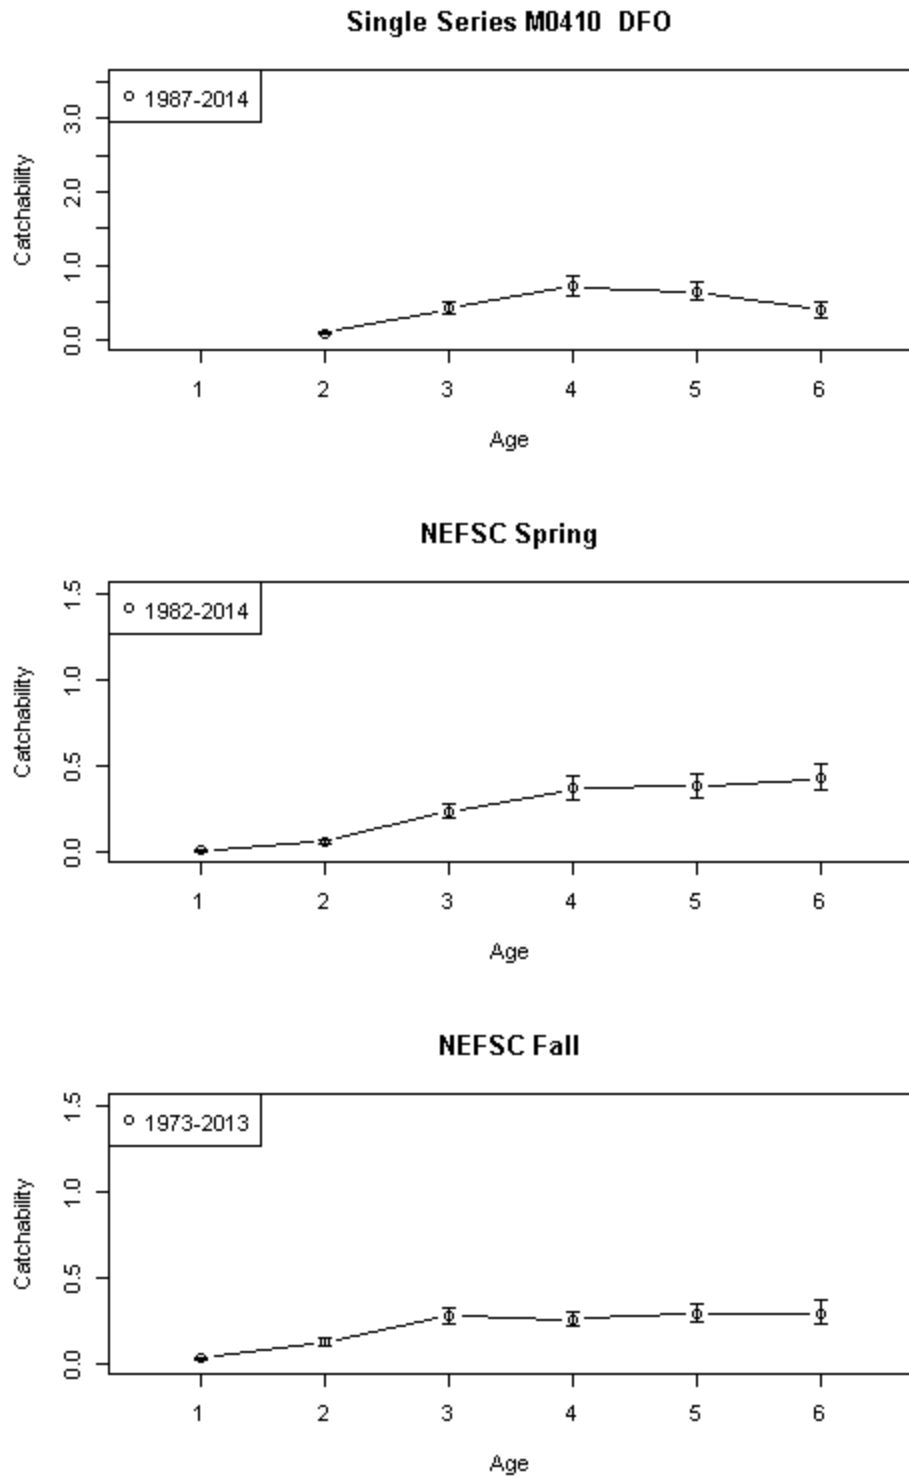 Single Series M0410 DFO
1987-2014
3.0
2.0
1.0
0.0
Catchability
1 2 3 4 5 6
Age
NEFSC Spring
1982-2014
1.5
1.0
0.5
0.0
Catchability
1 2 3 4 5 6
Age
NEFSC Fall
1973-2013
1.5
1.0
0.5
0.0
Catchability
1 2 3 4 5 6
Age